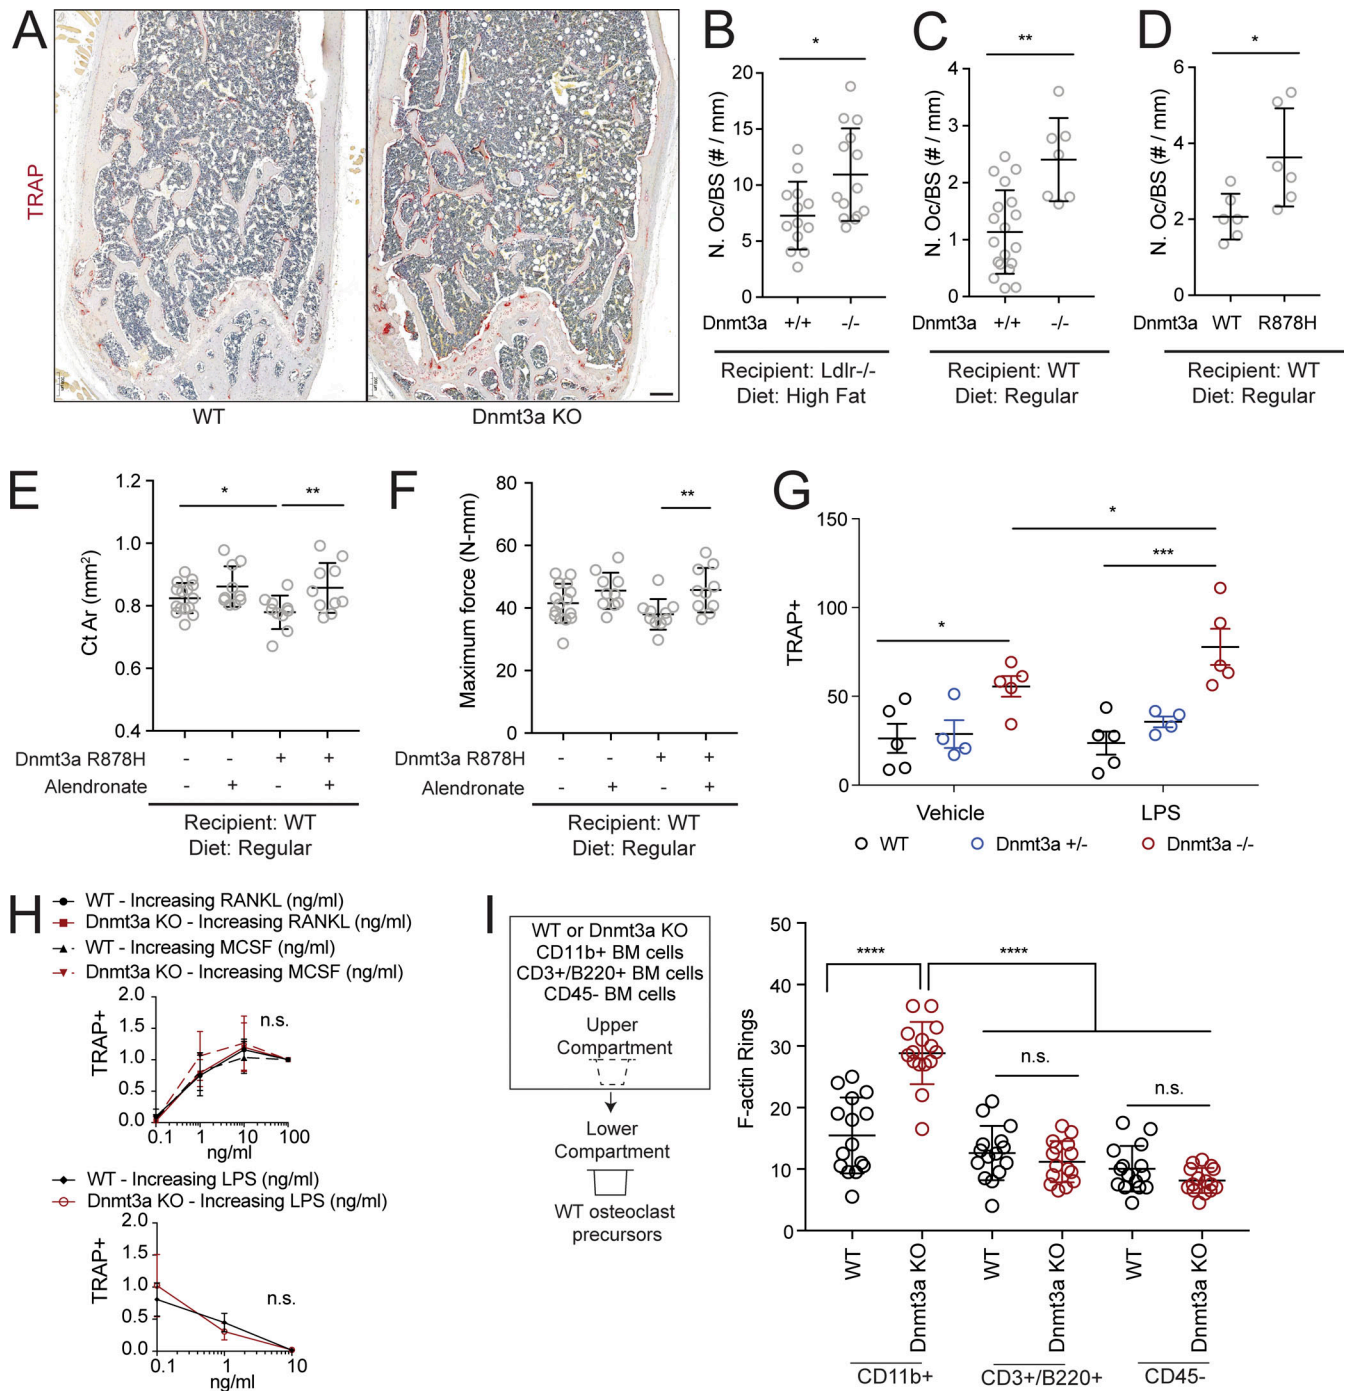 A
TRAP
WT
Dnmt3a KO
B
*
N. Oc/BS (# / mm)
20
15
10
5
0
Dnmt3a +/+ -/-
Recipient: Ldlr-/-
Diet: High Fat
C
**
N. Oc/BS (# / mm)
4
3
2
1
0
Dnmt3a +/+ -/-
Recipient: WT
Diet: Regular
D
*
N. Oc/BS (# / mm)
6
4
2
0
Dnmt3a WT R878H
Recipient: WT
Diet: Regular
E
* **
Ct Ar (mm²)
1.2
1.0
0.8
0.6
0.4
Dnmt3a R878H - - + +
Alendronate - + - +
Recipient: WT
Diet: Regular
F
**
Maximum force (N-mm)
80
60
40
20
0
Dnmt3a R878H - - + +
Alendronate - + - +
Recipient: WT
Diet: Regular
G
*
***
*
TRAP+
150
100
50
0
Vehicle LPS
WT Dnmt3a +/- Dnmt3a -/-
H
WT - Increasing RANKL (ng/ml)
Dnmt3a KO - Increasing RANKL (ng/ml)
WT - Increasing MCSF (ng/ml)
Dnmt3a KO - Increasing MCSF (ng/ml)
TRAP+
2.0
1.5
1.0
0.5
0.0
n.s.
0.1 1 10 100
ng/ml
WT - Increasing LPS (ng/ml)
Dnmt3a KO - Increasing LPS (ng/ml)
TRAP+
2.0
1.5
1.0
0.5
0.0
n.s.
0.1 1 10
ng/ml
I
WT or Dnmt3a KO
CD11b+ BM cells
CD3+/B220+ BM cells
CD45- BM cells
Upper
Compartment
Lower
Compartment
WT osteoclast
precursors
F-actin Rings
50
40
30
20
10
0
**** ****
n.s.
n.s.
WT
Dnmt3a KO
WT
Dnmt3a KO
WT
Dnmt3a KO
CD11b+ CD3+/B220+ CD45-